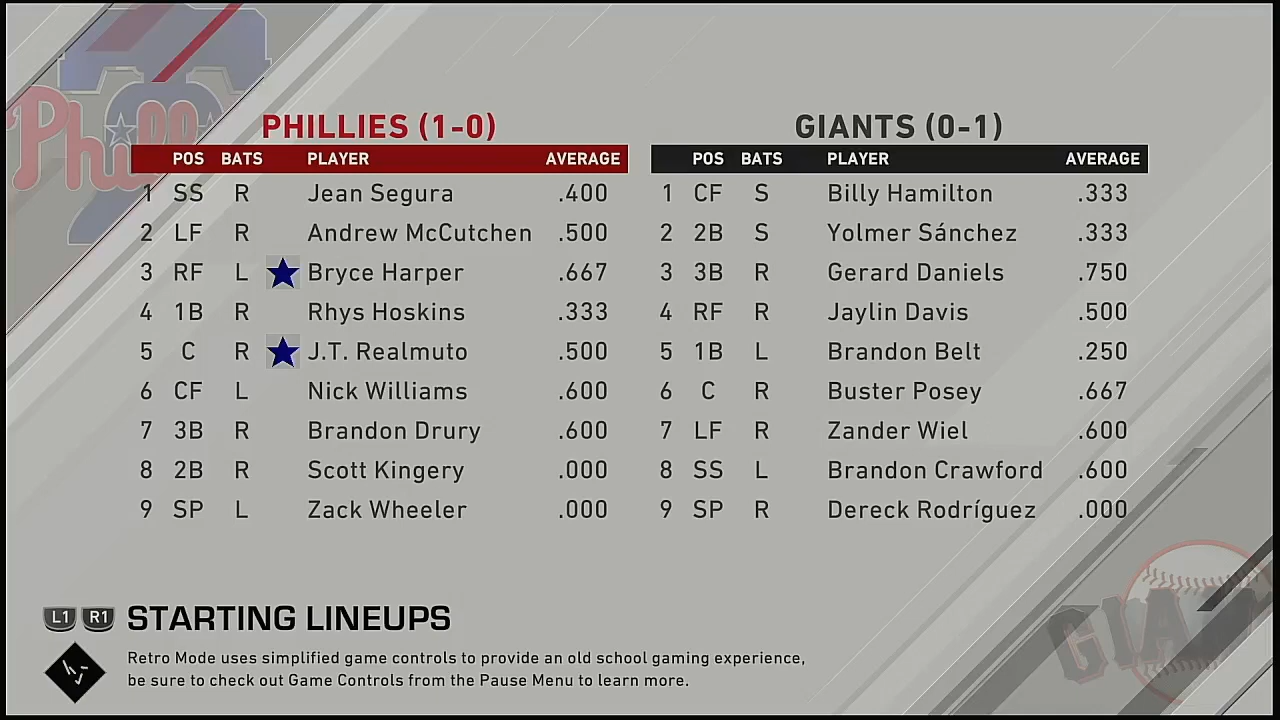 Phillies
PHILLIES (1-0)
POS BATS PLAYER AVERAGE
1 SS R Jean Segura .400
2 LF R Andrew McCutchen .500
3 RF L Bryce Harper .667
4 1B R Rhys Hoskins .333
5 C R J.T. Realmuto .500
6 CF L Nick Williams .600
7 3B R Brandon Drury .600
8 2B R Scott Kingery .000
9 SP L Zack Wheeler .000
GIANTS (0-1)
POS BATS PLAYER AVERAGE
1 CF S Billy Hamilton .333
2 2B S Yolmer Sánchez .333
3 3B R Gerard Daniels .750
4 RF R Jaylin Davis .500
5 1B L Brandon Belt .250
6 C R Buster Posey .667
7 LF R Zander Wiel .600
8 SS L Brandon Crawford .600
9 SP R Dereck Rodríguez .000
GIAN
L1 R1 STARTING LINEUPS
Retro Mode uses simplified game controls to provide an old school gaming experience,
be sure to check out Game Controls from the Pause Menu to learn more.